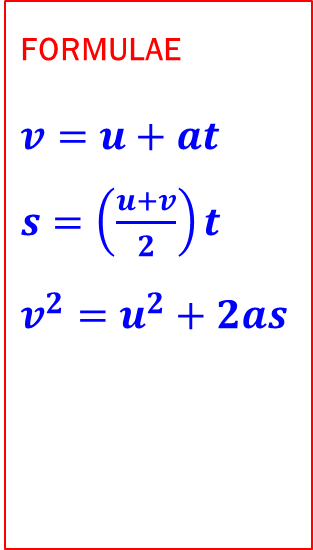 FORMULAE
v = u + at
s = (u+v/2) t
v² = u² + 2as